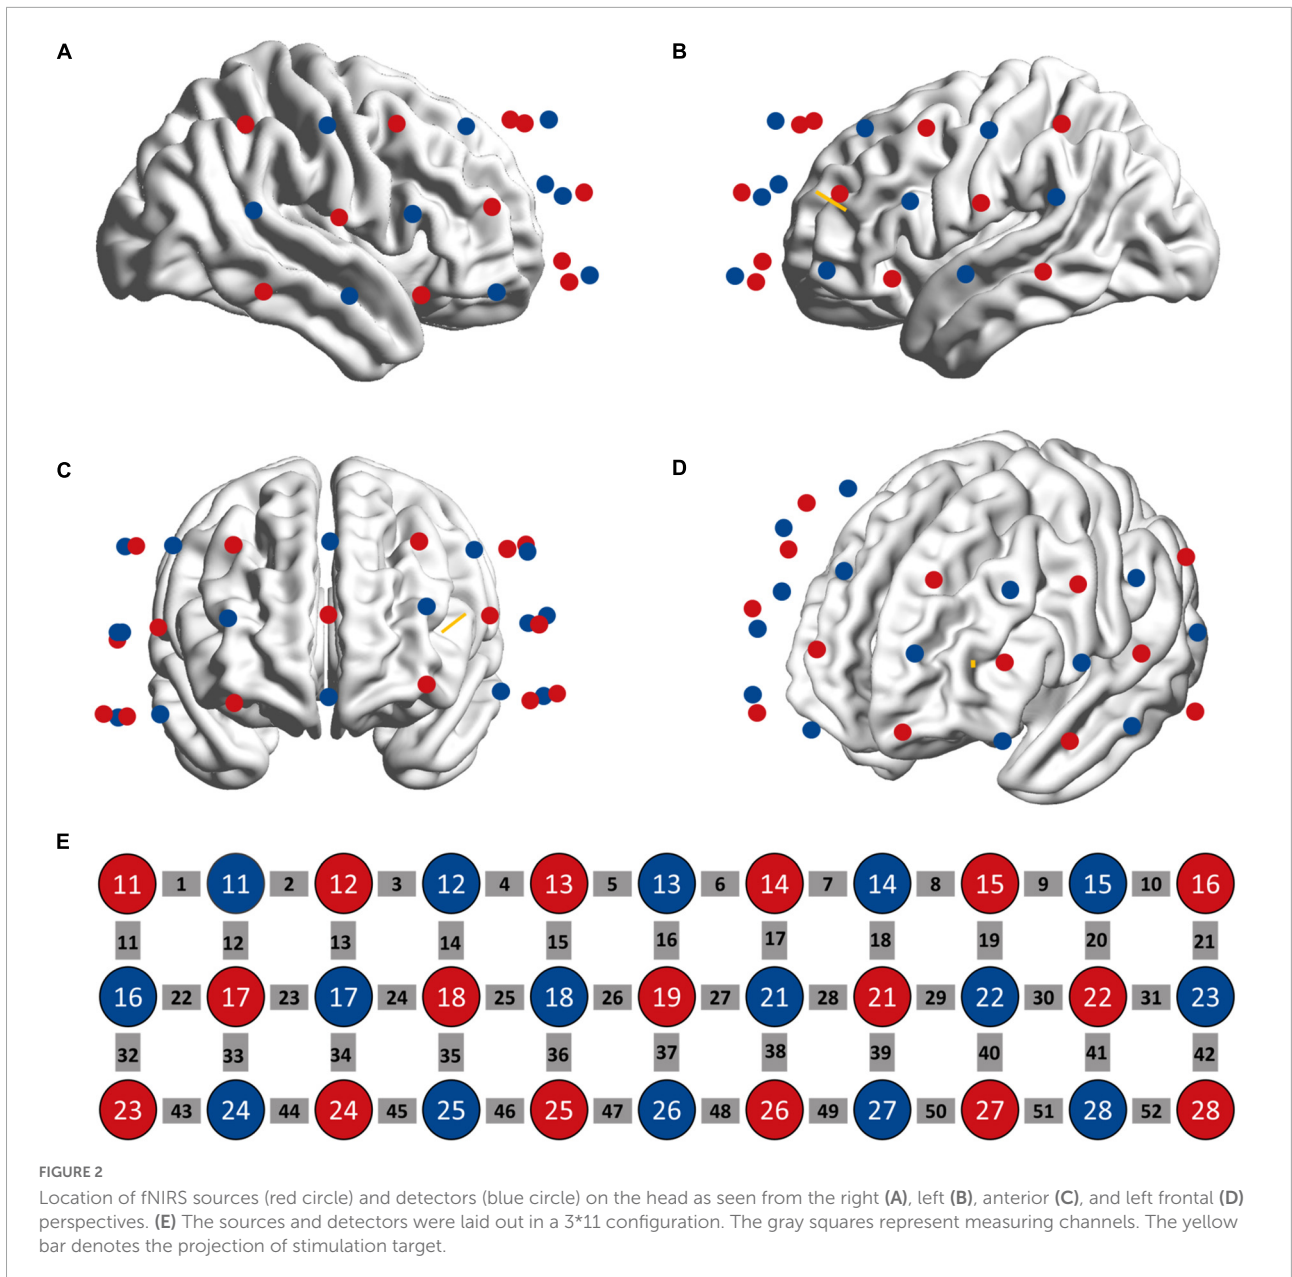 A
B
C
D
E
11 1 11 2 12 3 12 4 13 5 13 6 14 7 14 8 15 9 15 10 16
11 12 13 14 15 16 17 18 19 20 21
16 22 17 23 17 24 18 25 18 26 19 27 21 28 21 29 22 30 22 31 23
32 33 34 35 36 37 38 39 40 41 42
23 43 24 44 24 45 25 46 25 47 26 48 26 49 27 50 27 51 28 52 28
FIGURE 2
Location of fNIRS sources (red circle) and detectors (blue circle) on the head as seen from the right (A), left (B), anterior (C), and left frontal (D)
perspectives. (E) The sources and detectors were laid out in a 3*11 configuration. The gray squares represent measuring channels. The yellow
bar denotes the projection of stimulation target.